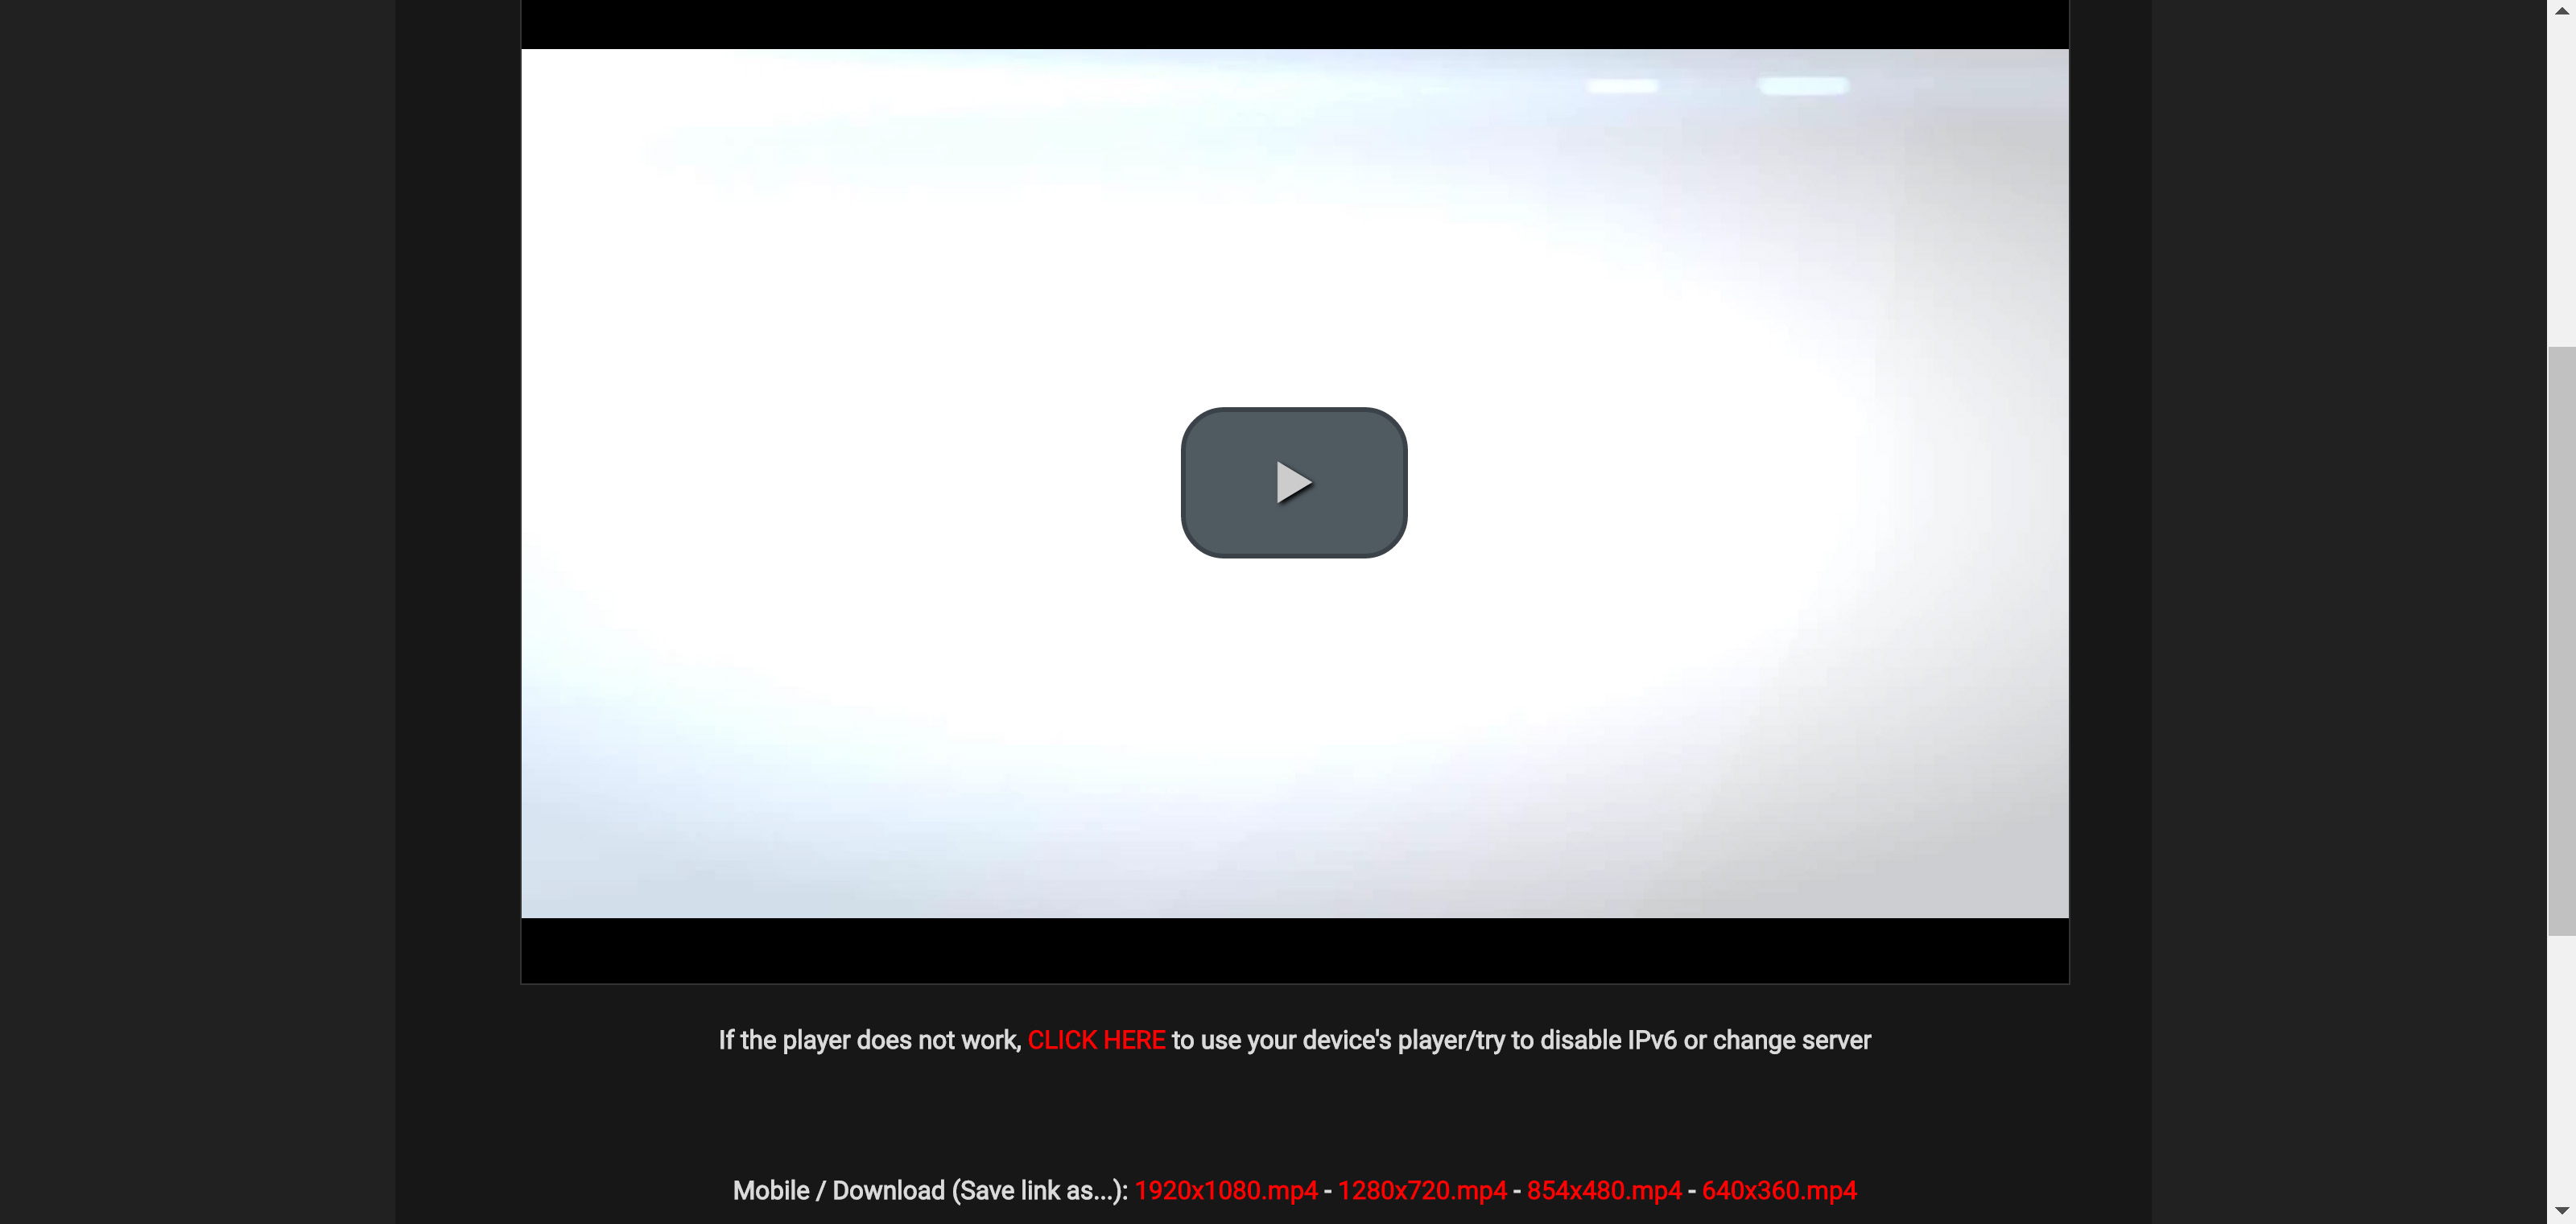 If the player does not work, CLICK HERE to use your device's player/try to disable IPv6 or change server
Mobile / Download (Save link as...): 1920x1080.mp4 - 1280x720.mp4 - 854x480.mp4 - 640x360.mp4